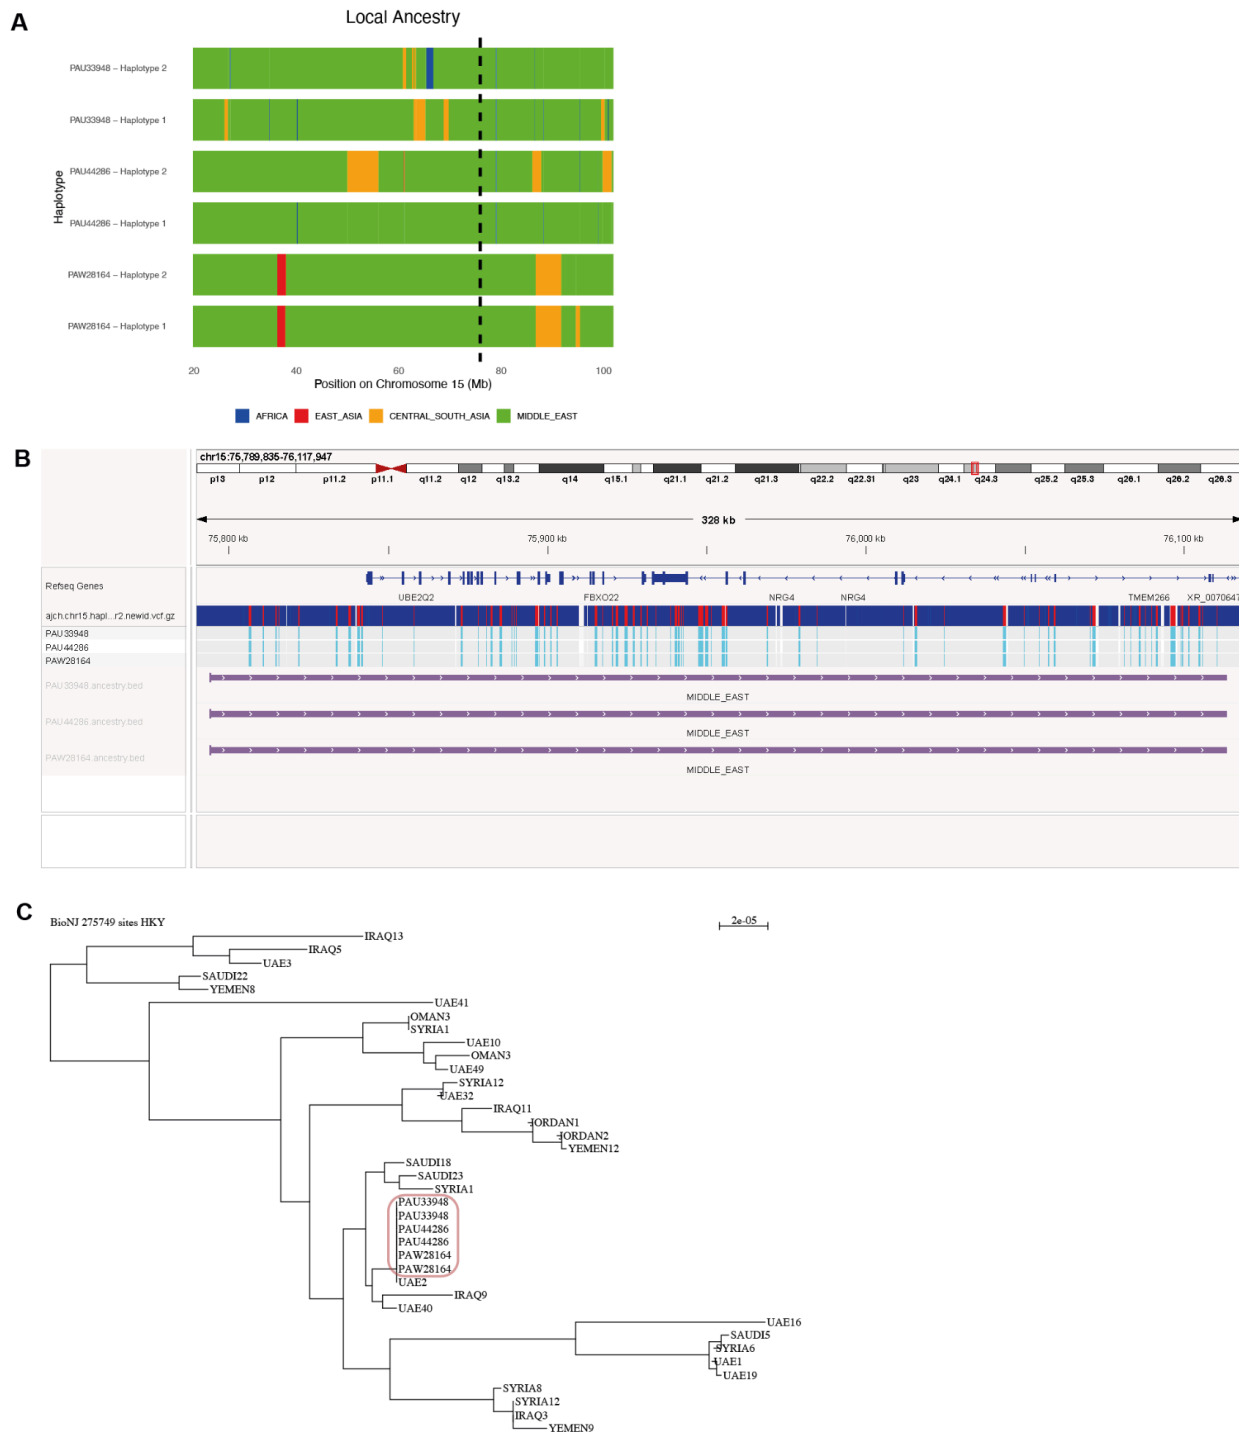 A
Local Ancestry
Haplotype
PAU33948 – Haplotype 2
PAU33948 – Haplotype 1
PAU44286 – Haplotype 2
PAU44286 – Haplotype 1
PAW28164 – Haplotype 2
PAW28164 – Haplotype 1
20 40 60 80 100
Position on Chromosome 15 (Mb)
AFRICA EAST_ASIA CENTRAL_SOUTH_ASIA MIDDLE_EAST
B
chr15:75,789,835-76,117,947
p13 p12 p11.2 p11.1 q11.2 q12 q13.2 q14 q15.1 q21.1 q21.2 q21.3 q22.2 q22.31 q23 q24.1 q24.3 q25.2 q25.3 q26.1 q26.2 q26.3
328 kb
75,800 kb 75,900 kb 76,000 kb 76,100 kb
Refseq Genes
UBE2Q2 FBXO22 NRG4 NRG4 TMEM266 XR_0070647
ajch.chr15.hapl...r2.newid.vcf.gz
PAU33948
PAU44286
PAW28164
PAU33948.ancestry.bed
MIDDLE_EAST
PAU44286.ancestry.bed
MIDDLE_EAST
PAW28164.ancestry.bed
MIDDLE_EAST
C
BioNJ 275749 sites HKY
2e-05
IRAQ13
IRAQ5
UAE3
SAUDI22
YEMEN8
UAE41
OMAN3
SYRIA1
UAE10
OMAN3
UAE49
SYRIA12
UAE32
IRAQ11
JORDAN1
JORDAN2
YEMEN12
SAUDI18
SAUDI23
SYRIA1
PAU33948
PAU33948
PAU44286
PAU44286
PAW28164
PAW28164
UAE2
IRAQ9
UAE40
UAE16
SAUDI5
SYRIA6
UAE1
UAE19
SYRIA8
SYRIA12
IRAQ3
YEMEN9